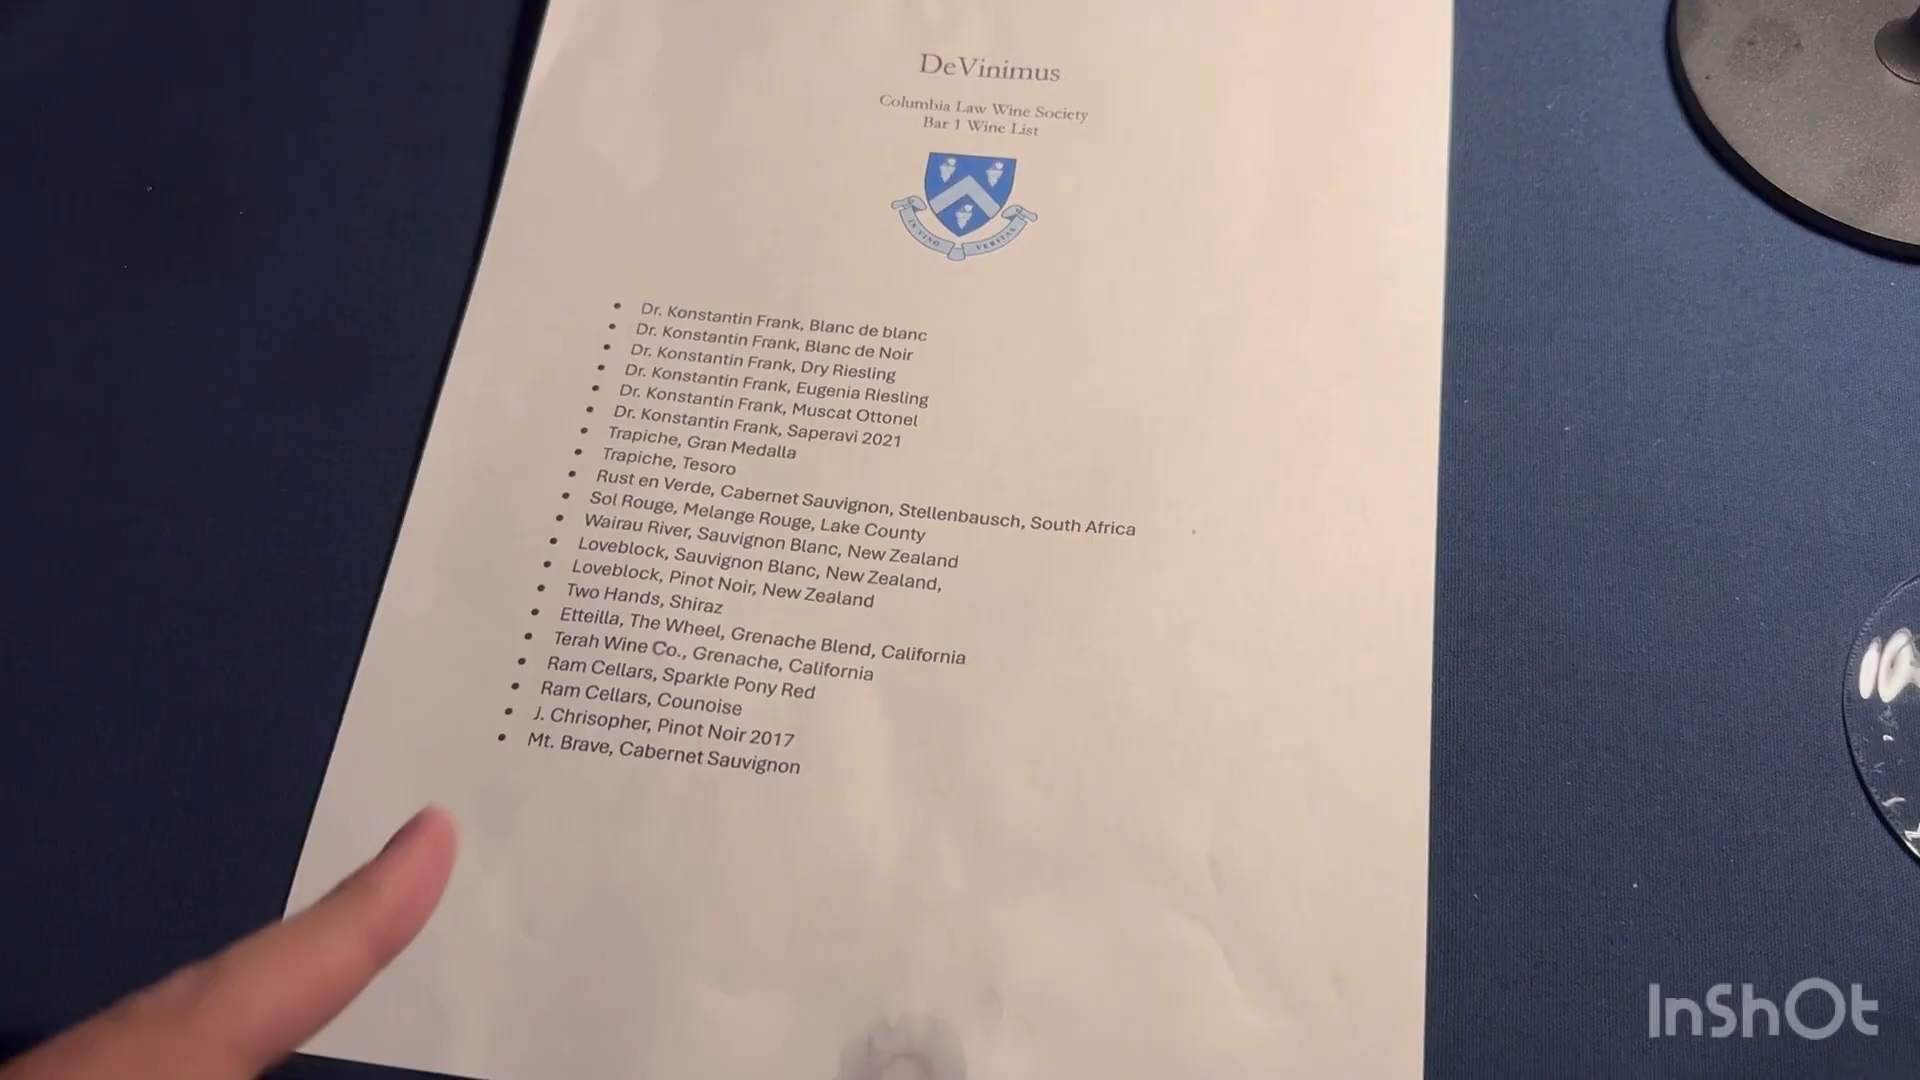 DeVinimus
Columbia Law Wine Society
Bar 1 Wine List
IN VINO VERITAS
• Dr. Konstantin Frank, Blanc de blanc
• Dr. Konstantin Frank, Blanc de Noir
• Dr. Konstantin Frank, Dry Riesling
• Dr. Konstantin Frank, Eugenia Riesling
• Dr. Konstantin Frank, Muscat Ottonel
• Dr. Konstantin Frank, Saperavi 2021
• Trapiche, Gran Medalla
• Trapiche, Tesoro
• Rust en Verde, Cabernet Sauvignon, Stellenbausch, South Africa
• Sol Rouge, Melange Rouge, Lake County
• Wairau River, Sauvignon Blanc, New Zealand
• Loveblock, Sauvignon Blanc, New Zealand,
• Loveblock, Pinot Noir, New Zealand
• Two Hands, Shiraz
• Etteilla, The Wheel, Grenache Blend, California
• Terah Wine Co., Grenache, California
• Ram Cellars, Sparkle Pony Red
• Ram Cellars, Counoise
• J. Chrisopher, Pinot Noir 2017
• Mt. Brave, Cabernet Sauvignon
InShOt